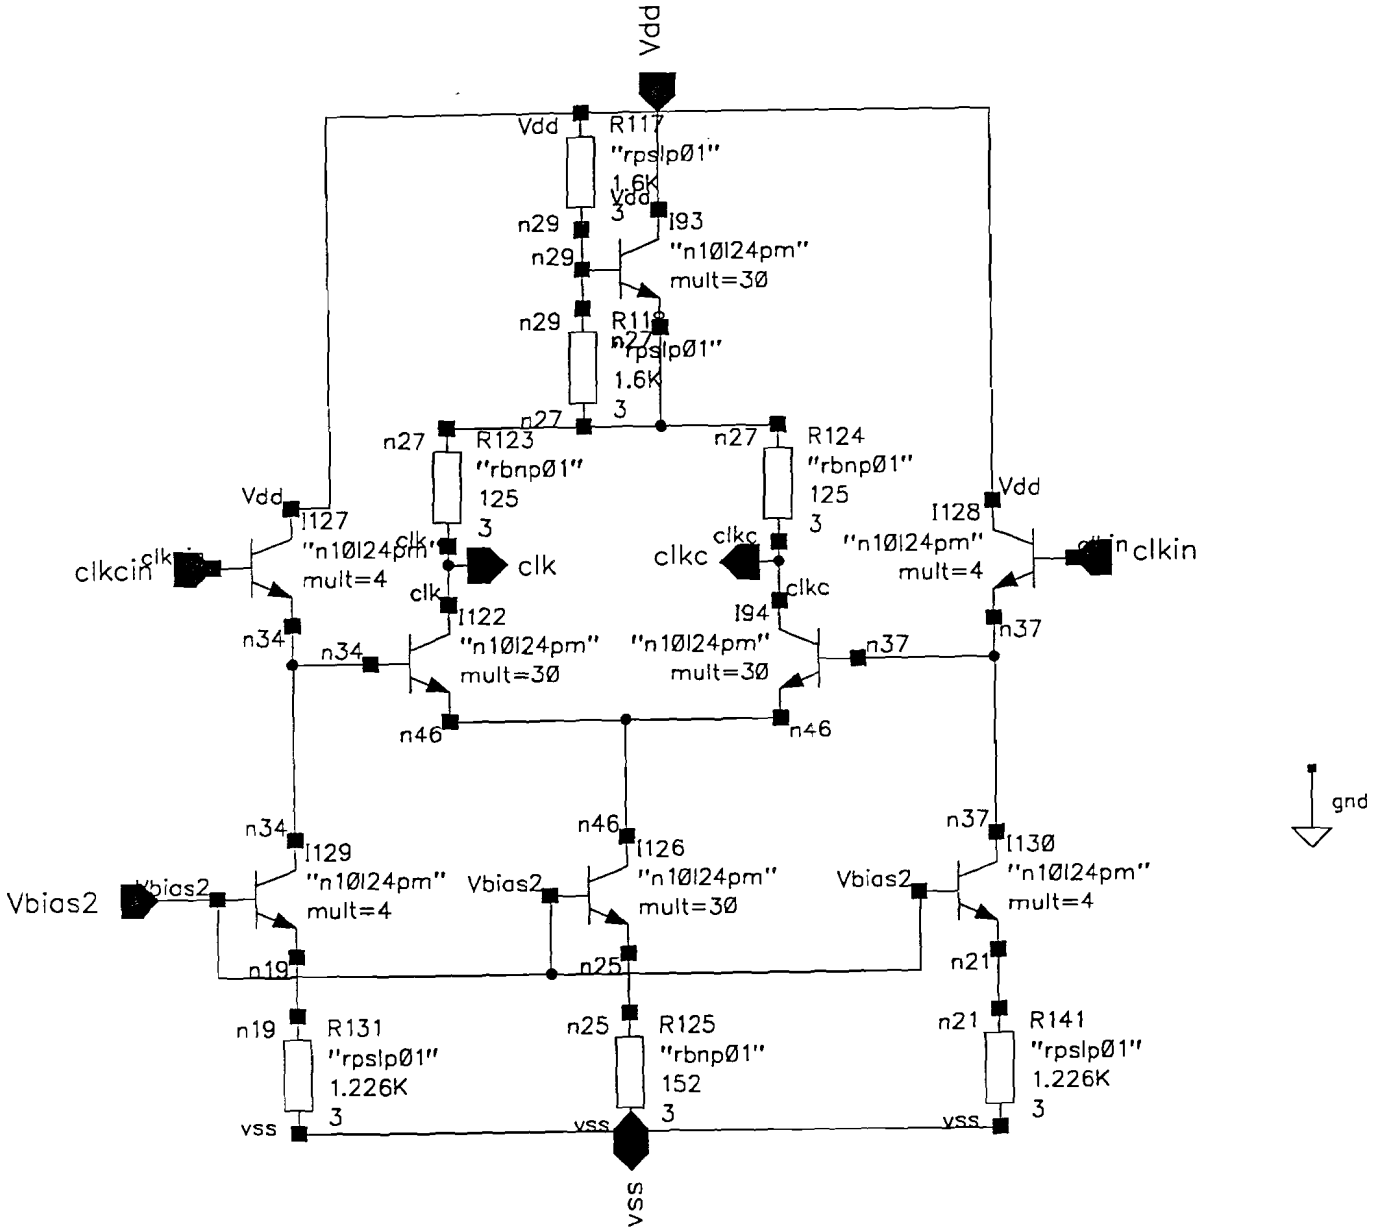 Vdd
Vdd
R117
"rpslp01"
1.6K
3
Vdd
n29
I93
n29
"n10l24pm"
mult=30
n29
R118
n27
"rpslp01"
1.6K
3
n27
n27
R123
"rbnp01"
125
3
n27
R124
"rbnp01"
125
3
Vdd
I127
"n10l24pm"
mult=4
clkcin
clk
clk
clk
I122
"n10l24pm"
mult=30
clkc
clkc
clkc
I94
"n10l24pm"
mult=30
Vdd
I128
"n10l24pm"
mult=4
clkin
clkin
n34
n34
n37
n37
n46
n46
gnd
n34
I129
"n10l24pm"
mult=4
n46
I126
"n10l24pm"
mult=30
n37
I130
"n10l24pm"
mult=4
Vbias2
Vbias2
Vbias2
Vbias2
n19
n25
n21
n19
R131
"rpslp01"
1.226K
3
n25
R125
"rbnp01"
152
3
n21
R141
"rpslp01"
1.226K
3
vss
vss
vss
vss